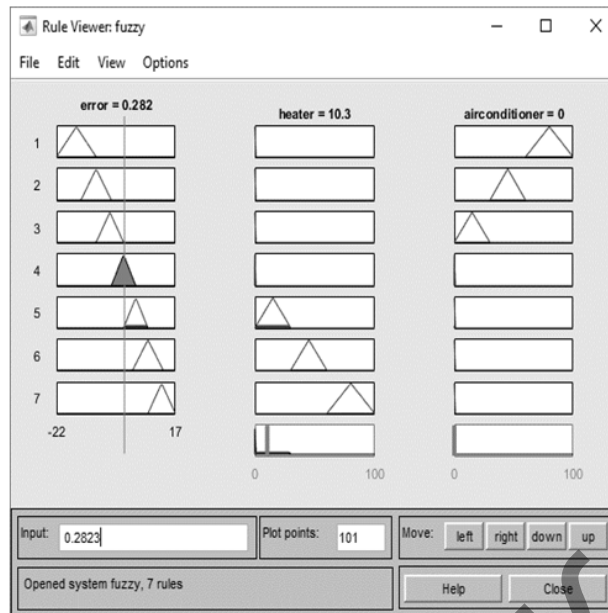 Rule Viewer: fuzzy
File Edit View Options
error = 0.282
heater = 10.3
airconditioner = 0
1
2
3
4
5
6
7
-22 17
0 100
0 100
Input: 0.2823
Plot points: 101
Move: left right down up
Opened system fuzzy, 7 rules
Help Close